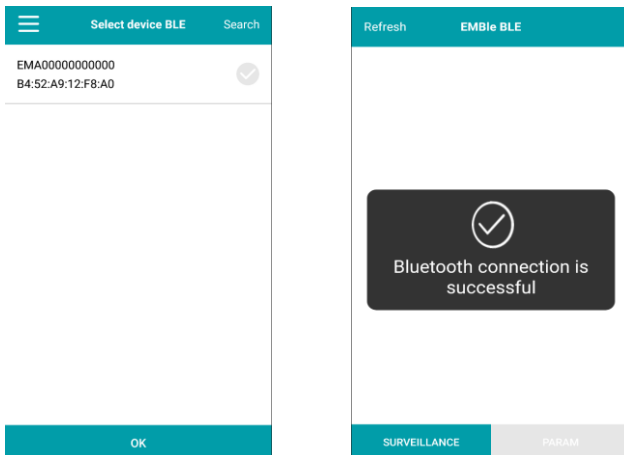 Select device BLE
Search
EMA00000000000
B4:52:A9:12:F8:A0
OK
Refresh
EMBle BLE
Bluetooth connection is
successful
SURVEILLANCE
PARAM